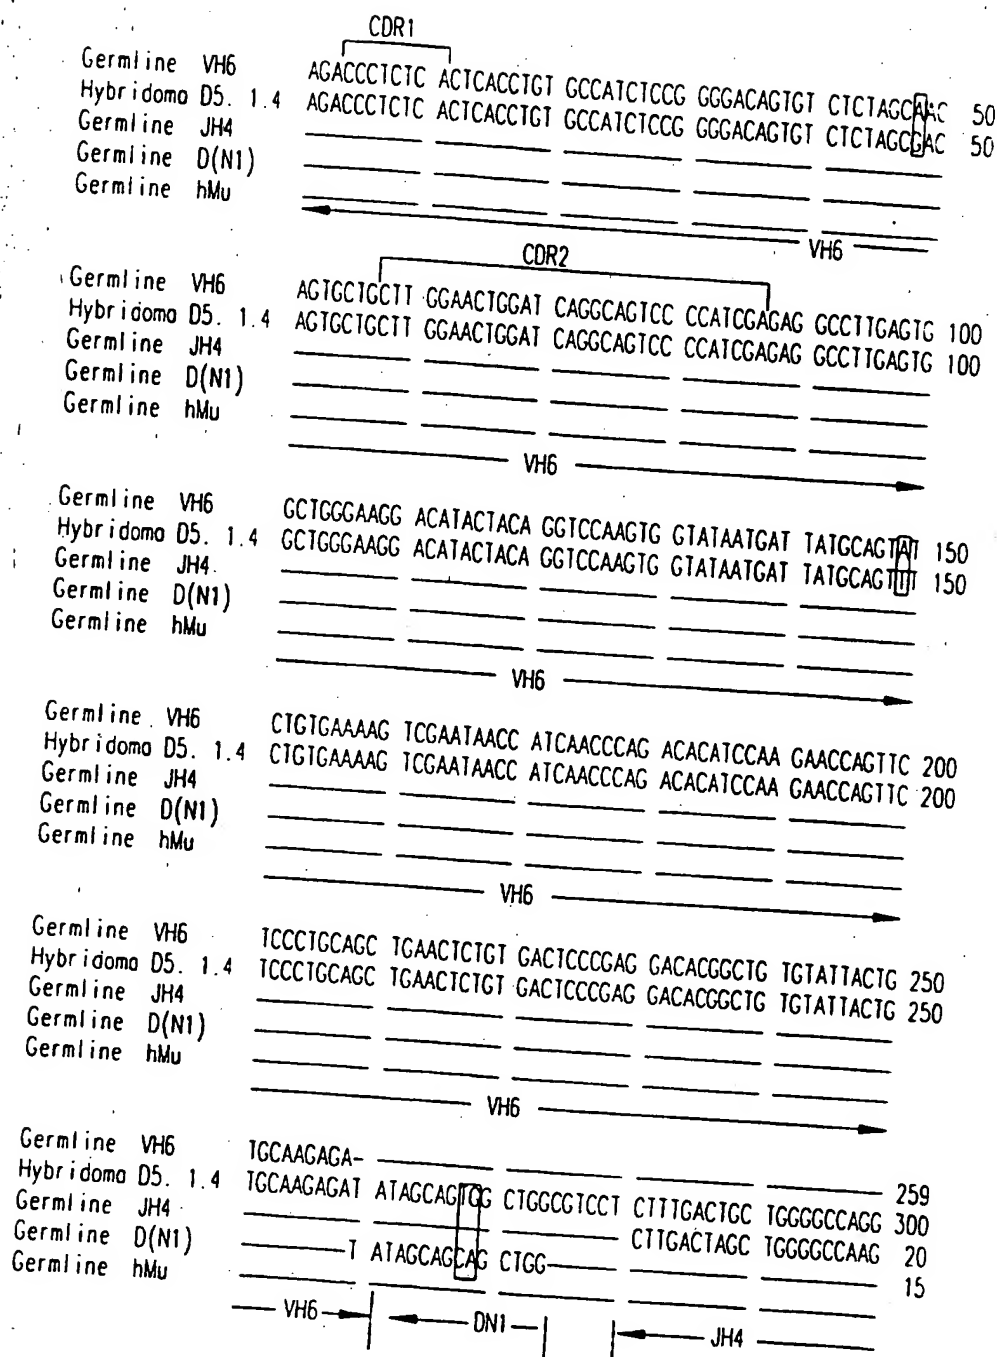 CDR1
Germline VH6 AGACCCTCTC ACTCACCTGT GCCATCTCCG GGGACAGTGT CTCTAGCAAC 50
Hybridoma D5. 1.4 AGACCCTCTC ACTCACCTGT GCCATCTCCG GGGACAGTGT CTCTAGCGAC 50
Germline JH4
Germline D(N1)
Germline hMu
VH6
CDR2
Germline VH6 AGTGCTGCTT GGAACTGGAT CAGGCAGTCC CCATCGAGAG GCCTTGAGTG 100
Hybridoma D5. 1.4 AGTGCTGCTT GGAACTGGAT CAGGCAGTCC CCATCGAGAG GCCTTGAGTG 100
Germline JH4
Germline D(N1)
Germline hMu
VH6
Germline VH6 GCTGGGAAGG ACATACTACA GGTCCAAGTG GTATAATGAT TATGCAGTAT 150
Hybridoma D5. 1.4 GCTGGGAAGG ACATACTACA GGTCCAAGTG GTATAATGAT TATGCAGTTT 150
Germline JH4
Germline D(N1)
Germline hMu
VH6
Germline VH6 CTGTGAAAAG TCGAATAACC ATCAACCCAG ACACATCCAA GAACCAGTTC 200
Hybridoma D5. 1.4 CTGTGAAAAG TCGAATAACC ATCAACCCAG ACACATCCAA GAACCAGTTC 200
Germline JH4
Germline D(N1)
Germline hMu
VH6
Germline VH6 TCCCTGCAGC TGAACTCTGT GACTCCCGAG GACACGGCTG TGTATTACTG 250
Hybridoma D5. 1.4 TCCCTGCAGC TGAACTCTGT GACTCCCGAG GACACGGCTG TGTATTACTG 250
Germline JH4
Germline D(N1)
Germline hMu
VH6
Germline VH6 TGCAAGAGA- 259
Hybridoma D5. 1.4 TGCAAGAGAT ATAGCAGTGG CTGGCGTCCT CTTTGACTGC TGGGGCCAGG 300
Germline JH4 CTTGACTAGC TGGGGCCAAG 20
Germline D(N1) T ATAGCAGCAG CTGG 15
Germline hMu
VH6 DN1 JH4